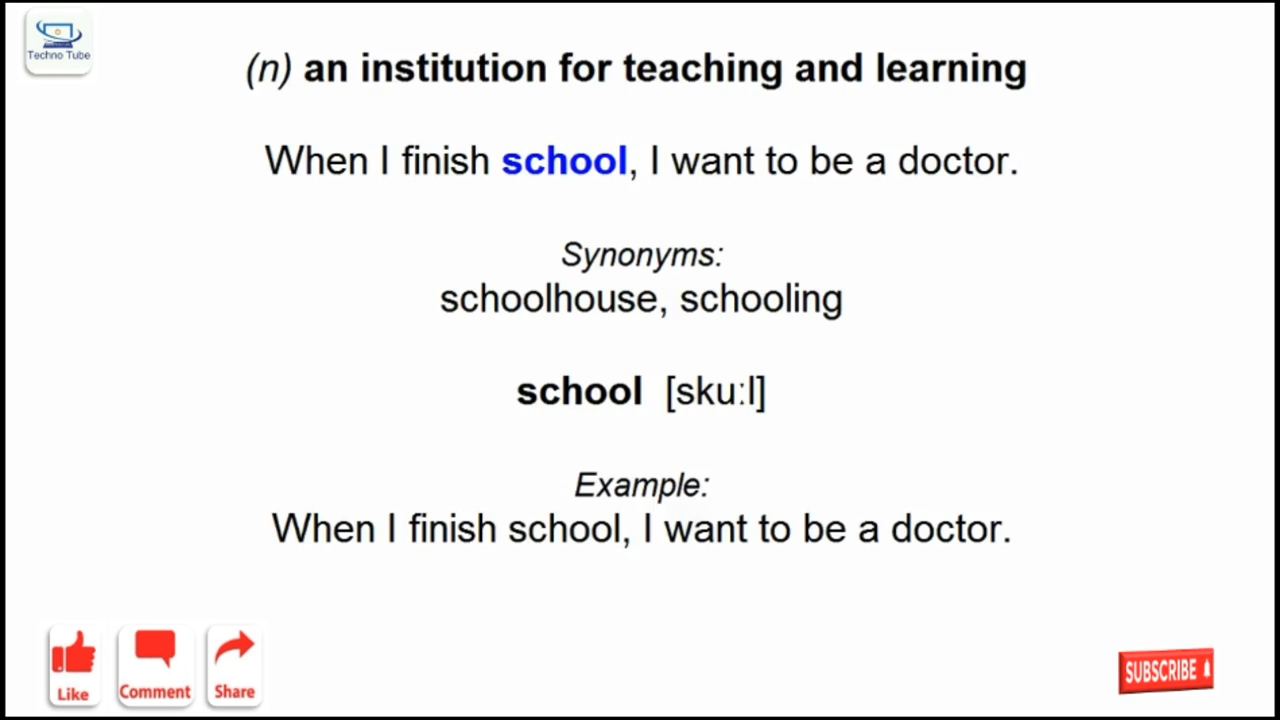 Techno Tube
(n) an institution for teaching and learning
When I finish school, I want to be a doctor.
Synonyms:
schoolhouse, schooling
school [sku:l]
Example:
When I finish school, I want to be a doctor.
Like
Comment
Share
SUBSCRIBE